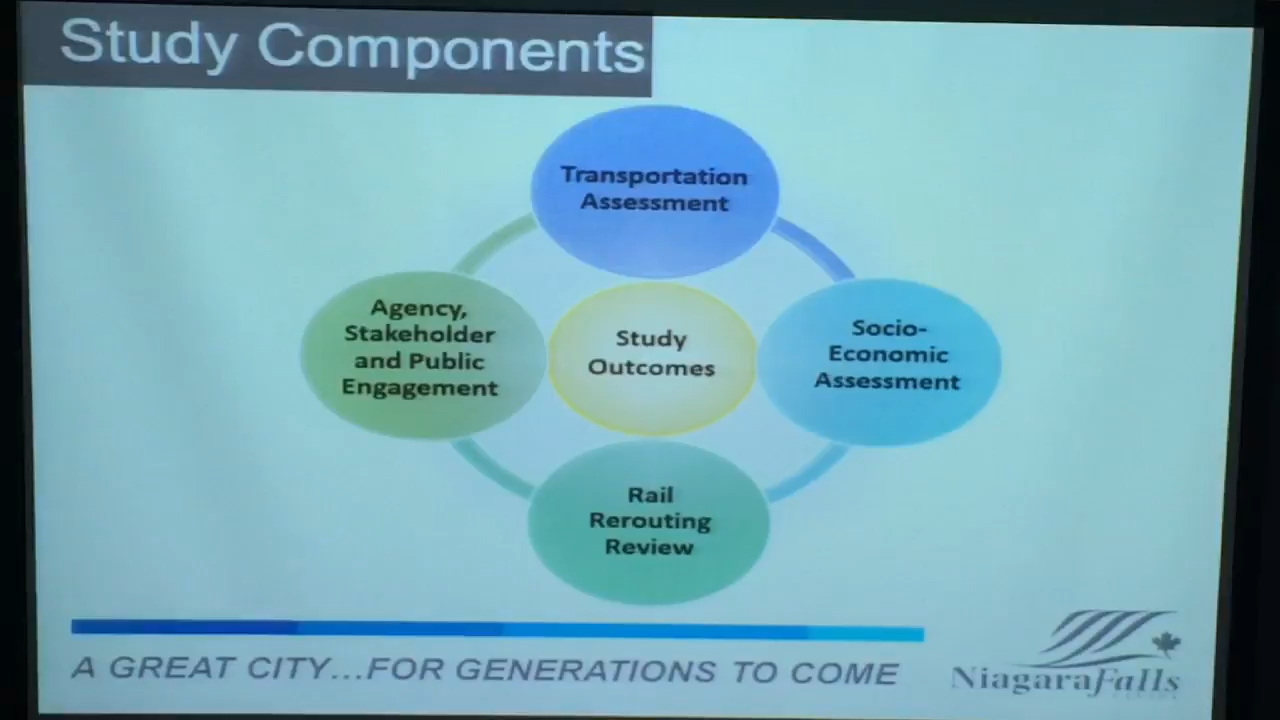 Study Components
Transportation
Assessment
Agency,
Stakeholder
and Public
Engagement
Study
Outcomes
Socio-
Economic
Assessment
Rail
Rerouting
Review
A GREAT CITY...FOR GENERATIONS TO COME
NiagaraFalls